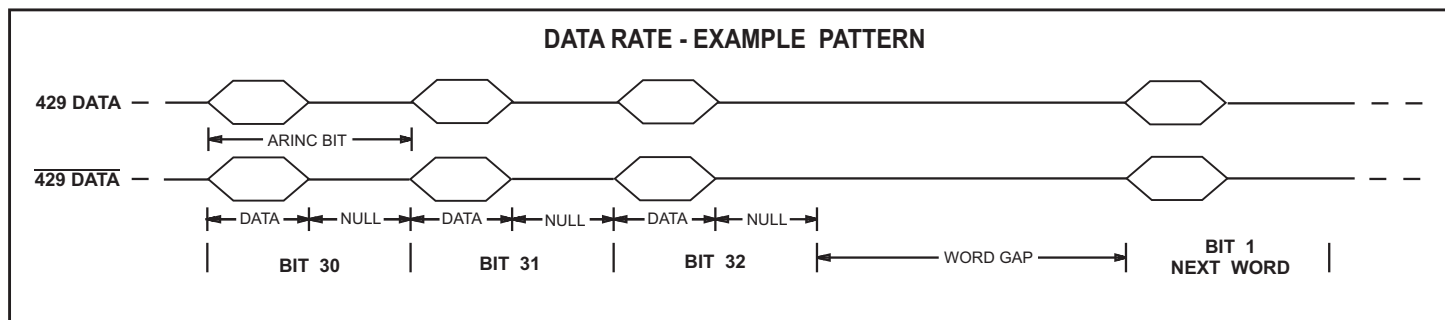 DATA RATE - EXAMPLE PATTERN
429 DATA
ARINC BIT
429 DATA
DATA NULL DATA NULL DATA NULL
WORD GAP
BIT 30 BIT 31 BIT 32 BIT 1
NEXT WORD